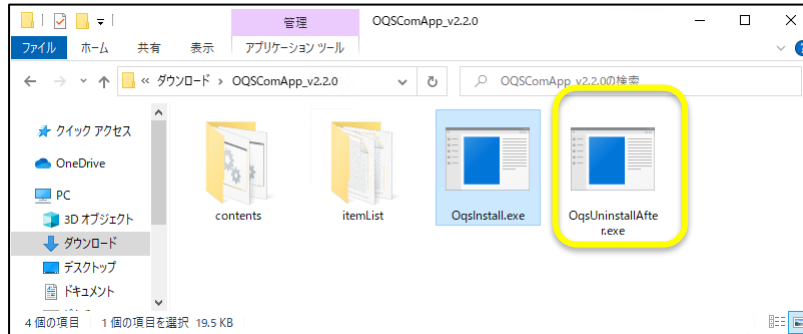 管理
OQSComApp_v2.2.0
ファイル
ホーム
共有
表示
アプリケーション ツール
« ダウンロード › OQSComApp_v2.2.0
OQSComApp_v2.2.0の検索
クイック アクセス
OneDrive
PC
3D オブジェクト
ダウンロード
デスクトップ
ドキュメント
contents
itemList
OqsInstall.exe
OqsUninstallAfte
r.exe
4 個の項目
1 個の項目を選択 19.5 KB